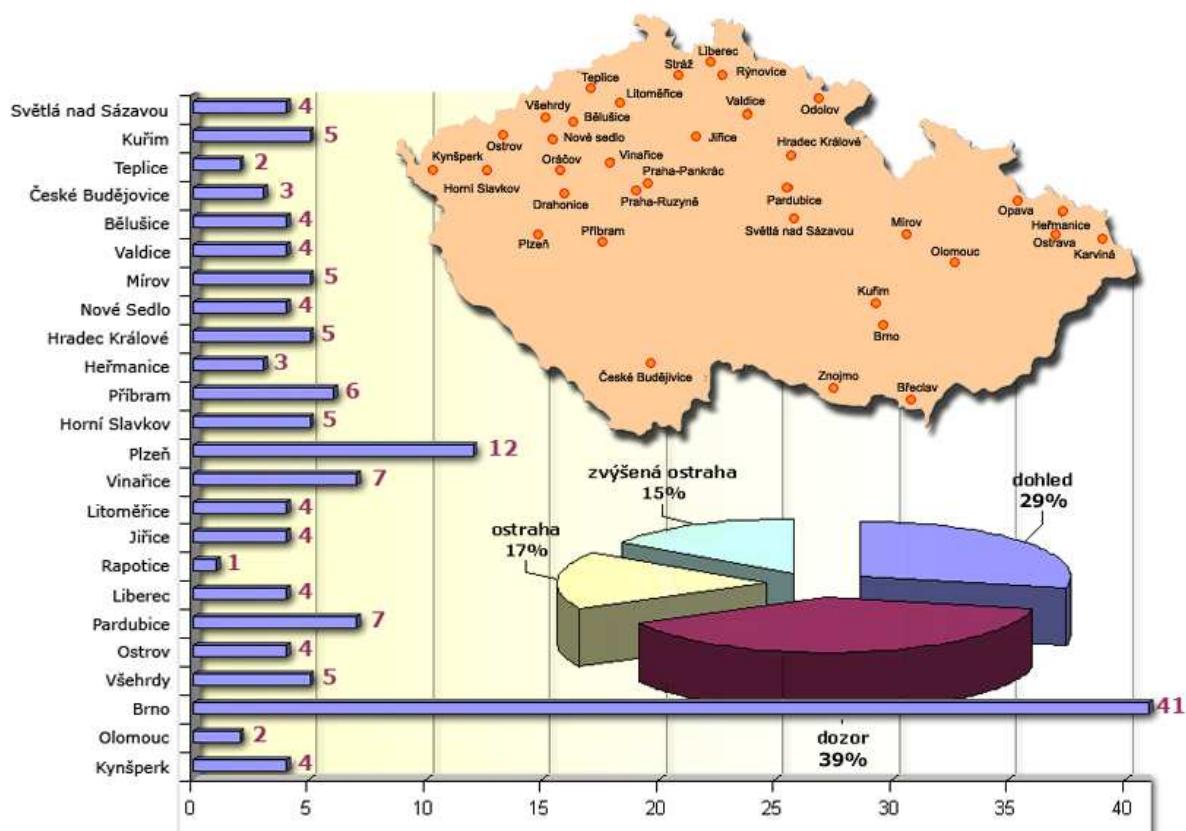 Světlá nad Sázavou 4
Kuřim 5
Teplice 2
České Budějovice 3
Bělušice 4
Valdice 4
Mírov 5
Nové Sedlo 4
Hradec Králové 5
Heřmanice 3
Příbram 6
Horní Slavkov 5
Plzeň 12
Vinařice 7
Litoměřice 4
Jiřice 4
Rapotice 1
Liberec 4
Pardubice 7
Ostrov 4
Všehrdy 5
Brno 41
Olomouc 2
Kynšperk 4
0 5 10 15 20 25 30 35 40
Liberec
Stráž
Rýnovice
Teplice
Litoměřice
Valdice
Odolov
Všehrdy
Bělušice
Ostrov
Nové sedlo
Jiřice
Hradec Králové
Kynšperk
Oráčov
Vinařice
Praha-Pankrác
Horní Slavkov
Drahonice
Praha-Ruzyně
Pardubice
Opava
Světlá nad Sázavou
Mírov
Heřmanice
Ostrava
Karviná
Plzeň
Příbram
Olomouc
Kuřim
Brno
České Budějivice
Znojmo
Břeclav
zvýšená ostraha
15%
dohled
29%
ostraha
17%
dozor
39%